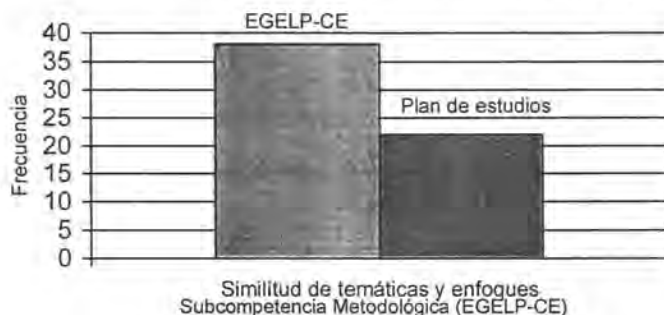 EGELP-CE
Plan de estudios
Frecuencia
40
35
30
25
20
15
10
5
0
Similitud de temáticas y enfoques
Subcompetencia Metodológica (EGELP-CE)